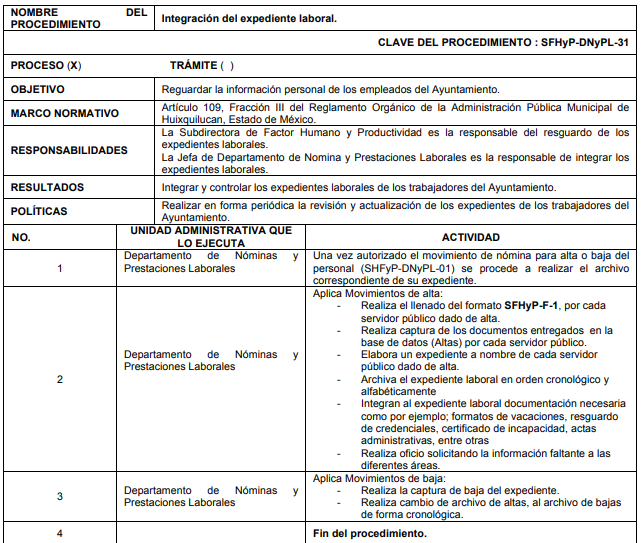 NOMBRE DEL
PROCEDIMIENTO
Integración del expediente laboral.
CLAVE DEL PROCEDIMIENTO : SFHyP-DNyPL-31
PROCESO (X) TRÁMITE ( )
OBJETIVO
Reguardar la información personal de los empleados del Ayuntamiento.
MARCO NORMATIVO
Artículo 109, Fracción III del Reglamento Orgánico de la Administración Pública Municipal de
Huixquilucan, Estado de México.
RESPONSABILIDADES
La Subdirectora de Factor Humano y Productividad es la responsable del resguardo de los
expedientes laborales.
La Jefa de Departamento de Nomina y Prestaciones Laborales es la responsable de integrar los
expedientes laborales.
RESULTADOS
Integrar y controlar los expedientes laborales de los trabajadores del Ayuntamiento.
POLÍTICAS
Realizar en forma periódica la revisión y actualización de los expedientes de los trabajadores del
Ayuntamiento.
NO.
UNIDAD ADMINISTRATIVA QUE
LO EJECUTA
ACTIVIDAD
1
Departamento de Nóminas y
Prestaciones Laborales
Una vez autorizado el movimiento de nómina para alta o baja del
personal (SHFyP-DNyPL-01) se procede a realizar el archivo
correspondiente de su expediente.
2
Departamento de Nóminas y
Prestaciones Laborales
Aplica Movimientos de alta:
- Realiza el llenado del formato SFHyP-F-1, por cada
servidor público dado de alta.
- Realiza captura de los documentos entregados en la
base de datos (Altas) por cada servidor público.
- Elabora un expediente a nombre de cada servidor
público dado de alta.
- Archiva el expediente laboral en orden cronológico y
alfabéticamente
- Integran al expediente laboral documentación necesaria
como por ejemplo; formatos de vacaciones, resguardo
de credenciales, certificado de incapacidad, actas
administrativas, entre otras
- Realiza oficio solicitando la información faltante a las
diferentes áreas.
3
Departamento de Nóminas y
Prestaciones Laborales
Aplica Movimientos de baja:
- Realiza la captura de baja del expediente.
- Realiza cambio de archivo de altas, al archivo de bajas
de forma cronológica.
4
Fin del procedimiento.